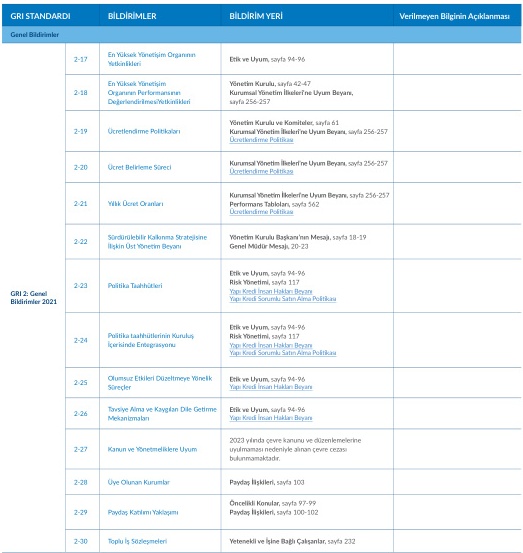 GRI STANDARDI BİLDİRİMLER BİLDİRİM YERİ Verilmeyen Bilginin Açıklanması
Genel Bildirimler
GRI 2: Genel
Bildirimler 2021
2-17 En Yüksek Yönetişim Organının
Yetkinlikleri
Etik ve Uyum, sayfa 94-96
2-18 En Yüksek Yönetişim
Organının Performansının
DeğerlendirilmesiYetkinlikleri
Yönetim Kurulu, sayfa 42-47
Kurumsal Yönetim İlkeleri'ne Uyum Beyanı,
sayfa 256-257
2-19 Ücretlendirme Politikaları
Yönetim Kurulu ve Komiteler, sayfa 61
Kurumsal Yönetim İlkeleri'ne Uyum Beyanı, sayfa 256-257
Ücretlendirme Politikası
2-20 Ücret Belirleme Süreci
Kurumsal Yönetim İlkeleri'ne Uyum Beyanı, sayfa 256-257
Ücretlendirme Politikası
2-21 Yıllık Ücret Oranları
Kurumsal Yönetim İlkeleri'ne Uyum Beyanı, sayfa 256-257
Performans Tabloları, sayfa 562
Ücretlendirme Politikası
2-22 Sürdürülebilir Kalkınma Stratejisine
İlişkin Üst Yönetim Beyanı
Yönetim Kurulu Başkanı'nın Mesajı, sayfa 18-19
Genel Müdür Mesajı, 20-23
2-23 Politika Taahhütleri
Etik ve Uyum, sayfa 94-96
Risk Yönetimi, sayfa 117
Yapı Kredi İnsan Hakları Beyanı
Yapı Kredi Sorumlu Satın Alma Politikası
2-24 Politika taahhütlerinin Kuruluş
İçerisinde Entegrasyonu
Etik ve Uyum, sayfa 94-96
Risk Yönetimi, sayfa 117
Yapı Kredi İnsan Hakları Beyanı
Yapı Kredi Sorumlu Satın Alma Politikası
2-25 Olumsuz Etkileri Düzeltmeye Yönelik
Süreçler
Etik ve Uyum, sayfa 94-96
Yapı Kredi İnsan Hakları Beyanı
2-26 Tavsiye Alma ve Kaygıları Dile Getirme
Mekanizmaları
Etik ve Uyum, sayfa 94-96
Yapı Kredi İnsan Hakları Beyanı
2-27 Kanun ve Yönetmeliklere Uyum
2023 yılında çevre kanunu ve düzenlemelerine
uyulmaması nedeniyle alınan çevre cezası
bulunmamaktadır.
2-28 Üye Olunan Kurumlar
Paydaş İlişkileri, sayfa 103
2-29 Paydaş Katılımı Yaklaşımı
Öncelikli Konular, sayfa 97-99
Paydaş İlişkileri, sayfa 100-102
2-30 Toplu İş Sözleşmeleri
Yetenekli ve İşine Bağlı Çalışanlar, sayfa 232